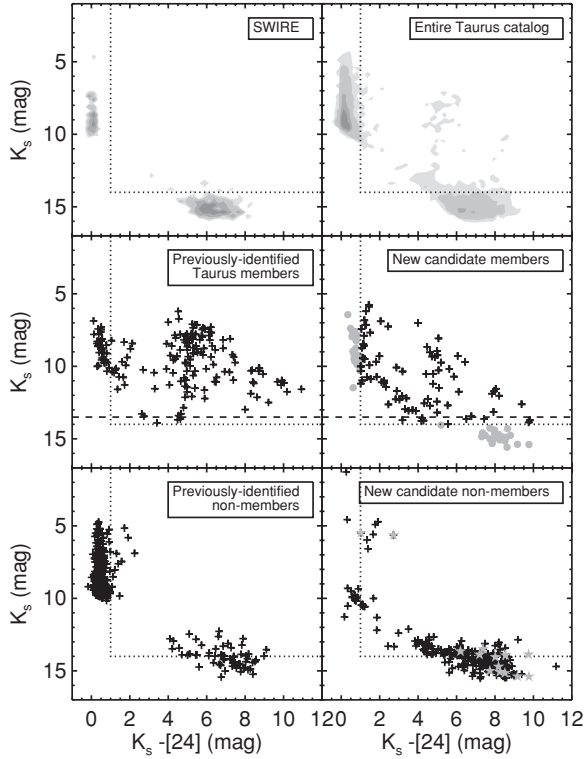 SWIRE
Entire Taurus catalog
5
10
15
K_s (mag)
Previously-identified
Taurus members
New candidate members
5
10
15
K_s (mag)
Previously-identified
non-members
New candidate non-members
5
10
15
K_s (mag)
0 2 4 6 8 10 12 0 2 4 6 8 10 12
K_s -[24] (mag)
K_s -[24] (mag)